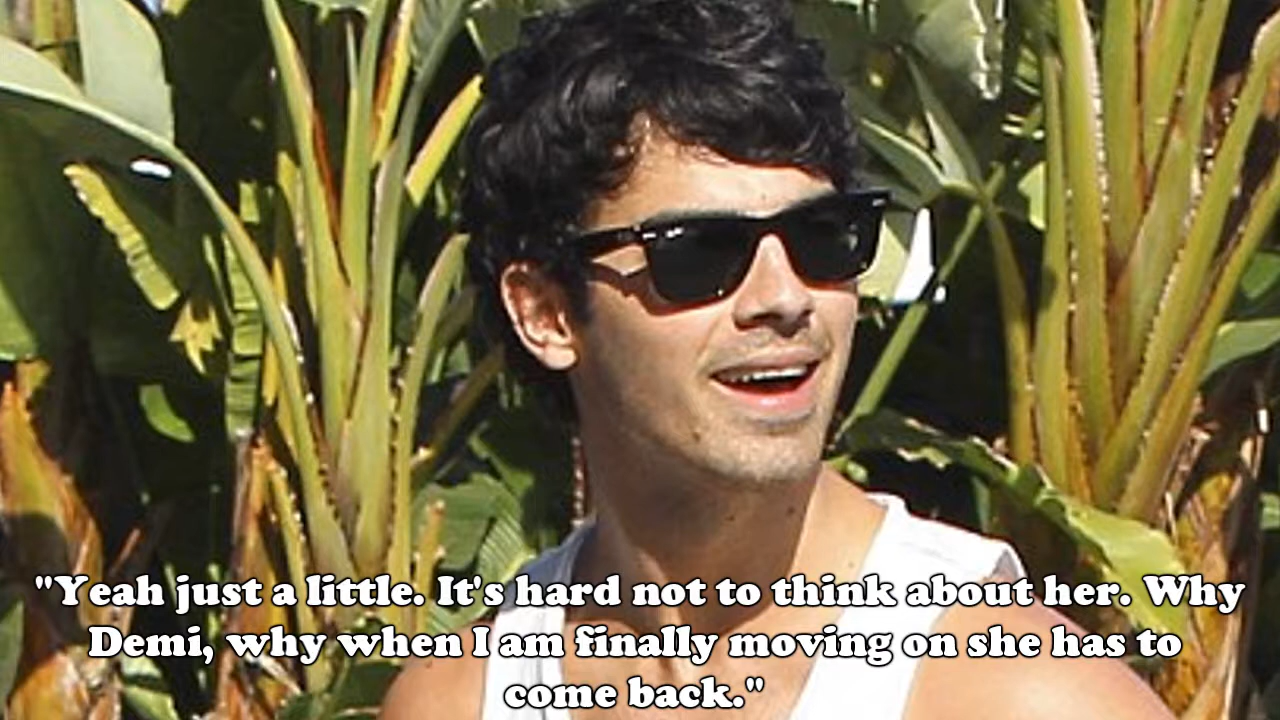 "Yeah just a little. It's hard not to think about her. Why
Demi, why when I am finally moving on she has to
come back."